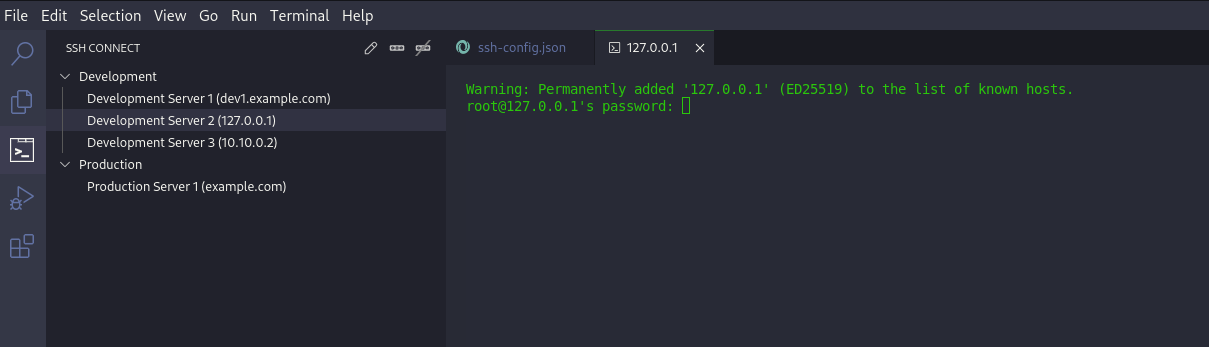 File Edit Selection View Go Run Terminal Help
SSH CONNECT
Development
Development Server 1 (dev1.example.com)
Development Server 2 (127.0.0.1)
Development Server 3 (10.10.0.2)
Production
Production Server 1 (example.com)
ssh-config.json
127.0.0.1
Warning: Permanently added '127.0.0.1' (ED25519) to the list of known hosts.
root@127.0.0.1's password: